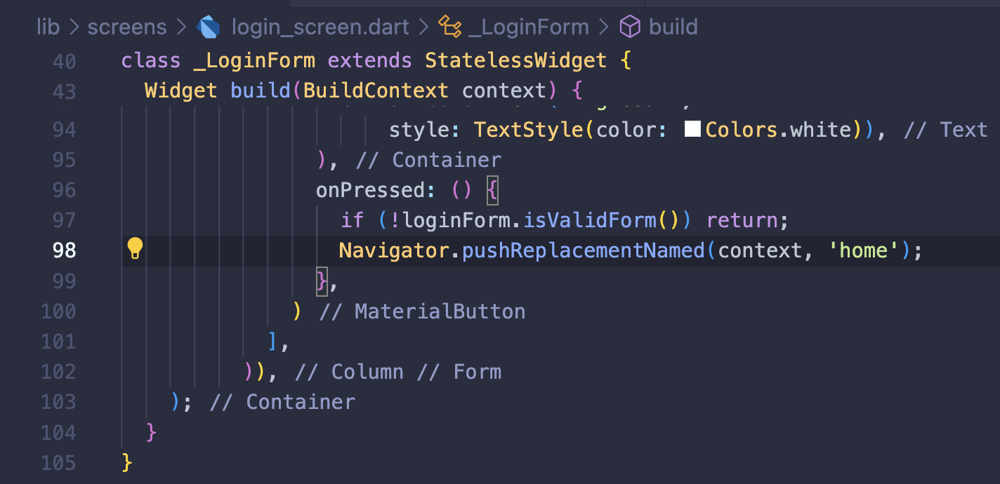 lib > screens > login_screen.dart > _LoginForm > build
40 class _LoginForm extends StatelessWidget {
43 Widget build(BuildContext context) {
94 style: TextStyle(color: Colors.white)), // Text
95 ), // Container
96 onPressed: () {
97 if (!loginForm.isValidForm()) return;
98 Navigator.pushReplacementNamed(context, 'home');
99 },
100 ) // MaterialButton
101 ],
102 )), // Column // Form
103 ); // Container
104 }
105 }